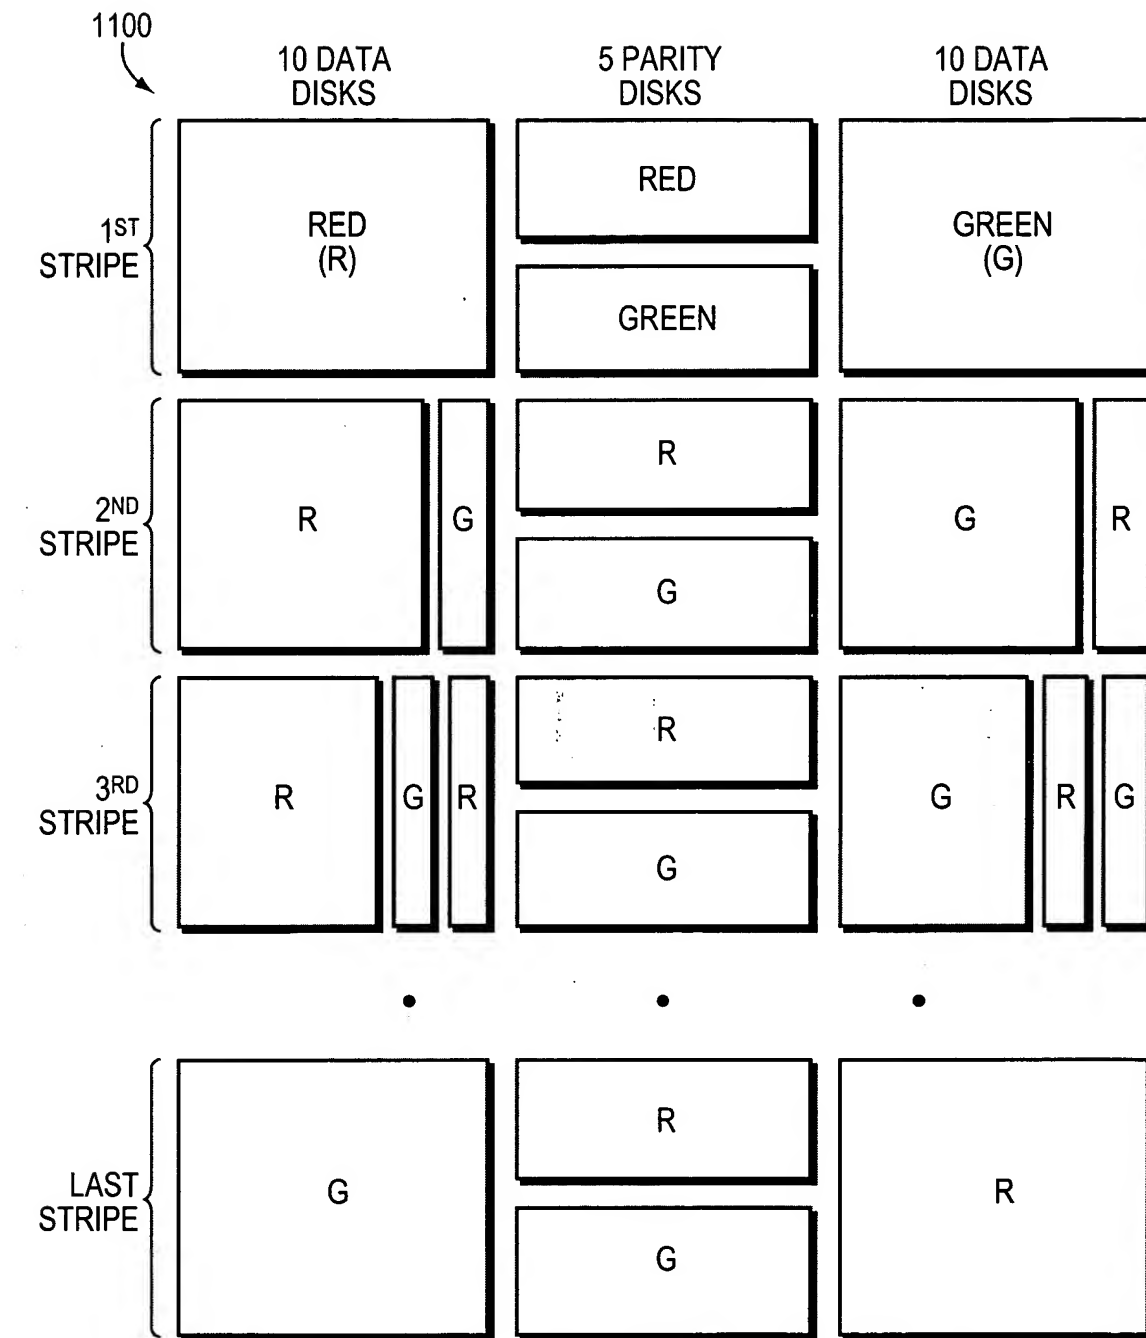 1100
10 DATA
DISKS
5 PARITY
DISKS
10 DATA
DISKS
1ST
STRIPE
RED
(R)
RED
GREEN
GREEN
(G)
2ND
STRIPE
R
G
R
G
G
R
3RD
STRIPE
R
G
R
R
G
G
R
G
LAST
STRIPE
G
R
G
R